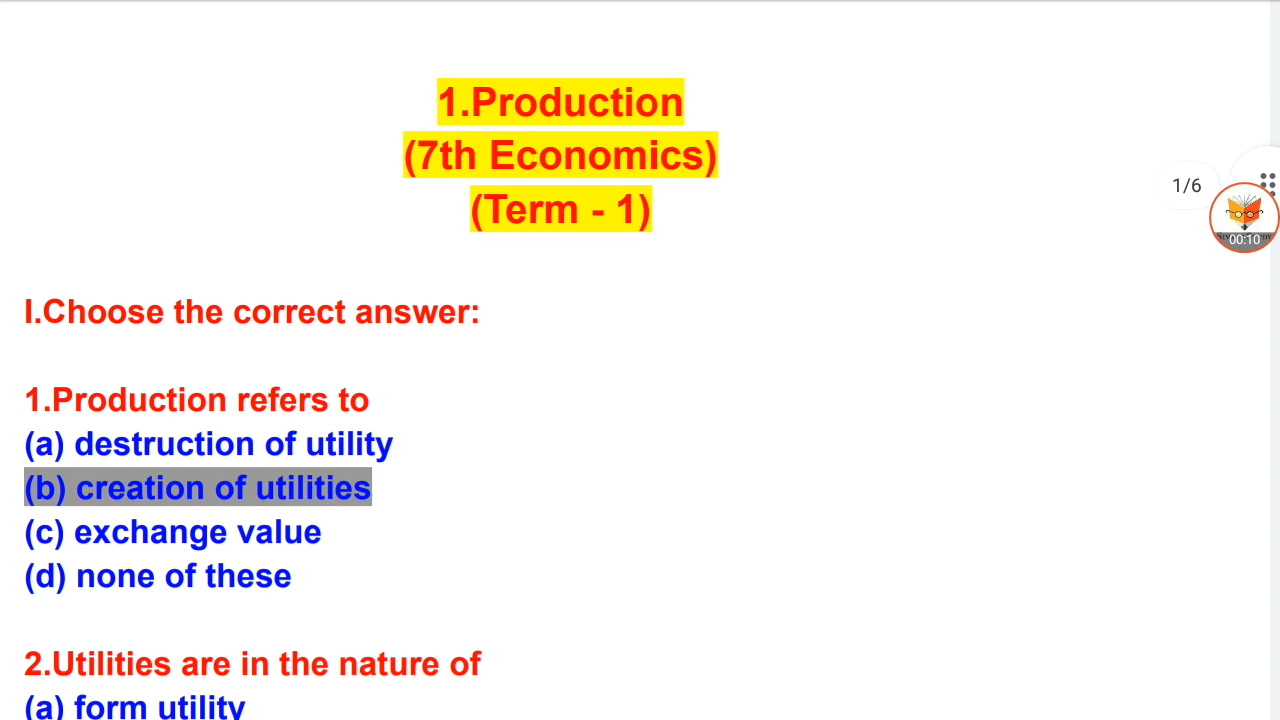 1.Production
(7th Economics)
(Term - 1)
1/6
00:10
I.Choose the correct answer:
1.Production refers to
(a) destruction of utility
(b) creation of utilities
(c) exchange value
(d) none of these
2.Utilities are in the nature of
(a) form utility